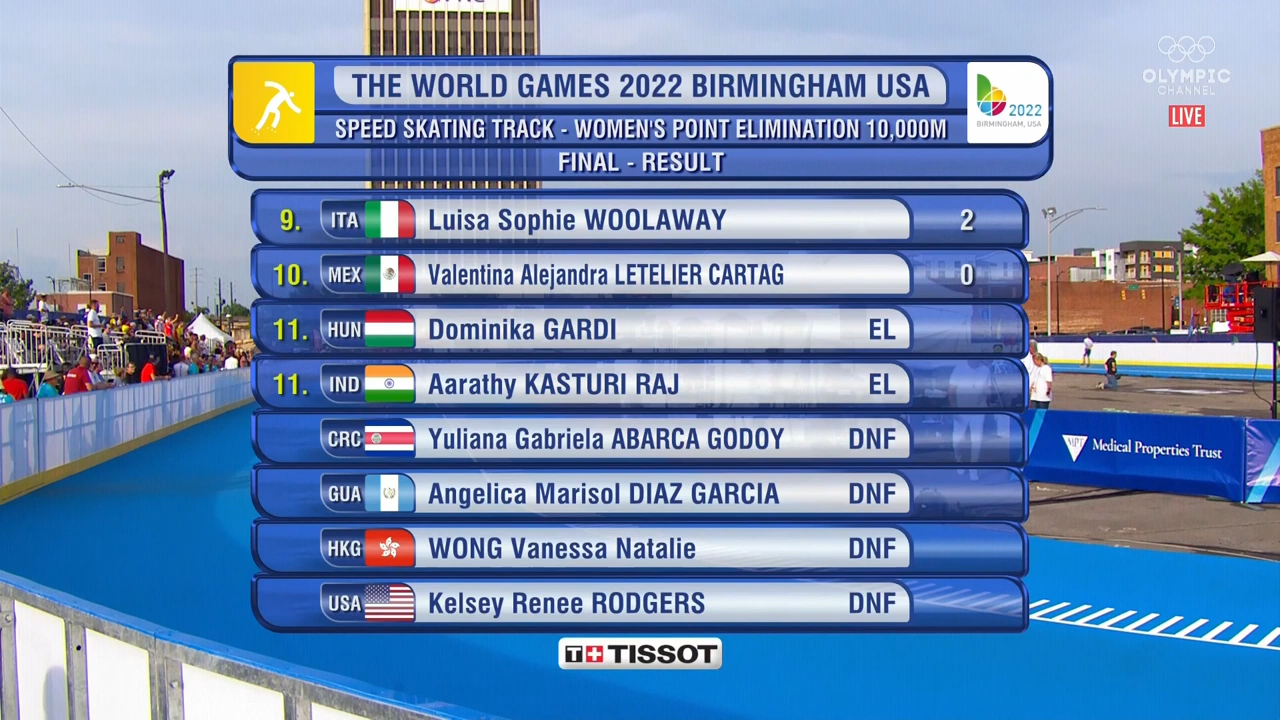 OLYMPIC
CHANNEL
LIVE
THE WORLD GAMES 2022 BIRMINGHAM USA
2022
BIRMINGHAM, USA
SPEED SKATING TRACK - WOMEN'S POINT ELIMINATION 10,000M
FINAL - RESULT
9. ITA Luisa Sophie WOOLAWAY 2
10. MEX Valentina Alejandra LETELIER CARTAG 0
11. HUN Dominika GARDI EL
11. IND Aarathy KASTURI RAJ EL
CRC Yuliana Gabriela ABARCA GODOY DNF
GUA Angelica Marisol DIAZ GARCIA DNF
HKG WONG Vanessa Natalie DNF
USA Kelsey Renee RODGERS DNF
MPT Medical Properties Trust
T+ TISSOT